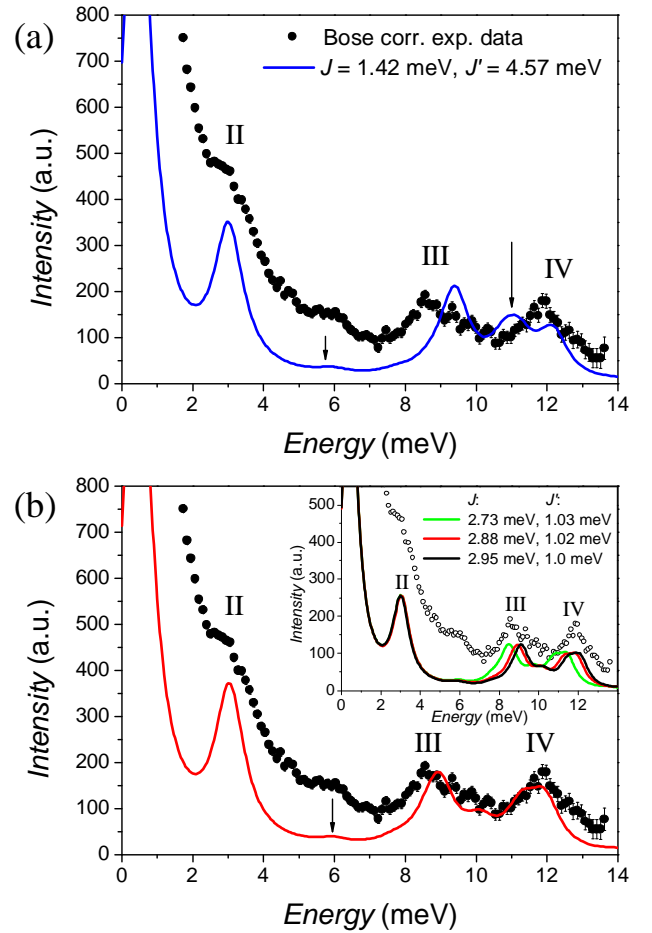 (a)
800
700
600
500
400
300
200
100
0
Intensity (a.u.)
Bose corr. exp. data
J = 1.42 meV, J' = 4.57 meV
II
III
IV
0 2 4 6 8 10 12 14
Energy (meV)
(b)
800
700
600
500
400
300
200
100
0
Intensity (a.u.)
II
III
IV
0 2 4 6 8 10 12 14
Energy (meV)
500
400
300
200
100
0
Intensity (a.u.)
J: J':
2.73 meV, 1.03 meV
2.88 meV, 1.02 meV
2.95 meV, 1.0 meV
II
III
IV
0 2 4 6 8 10 12
Energy (meV)